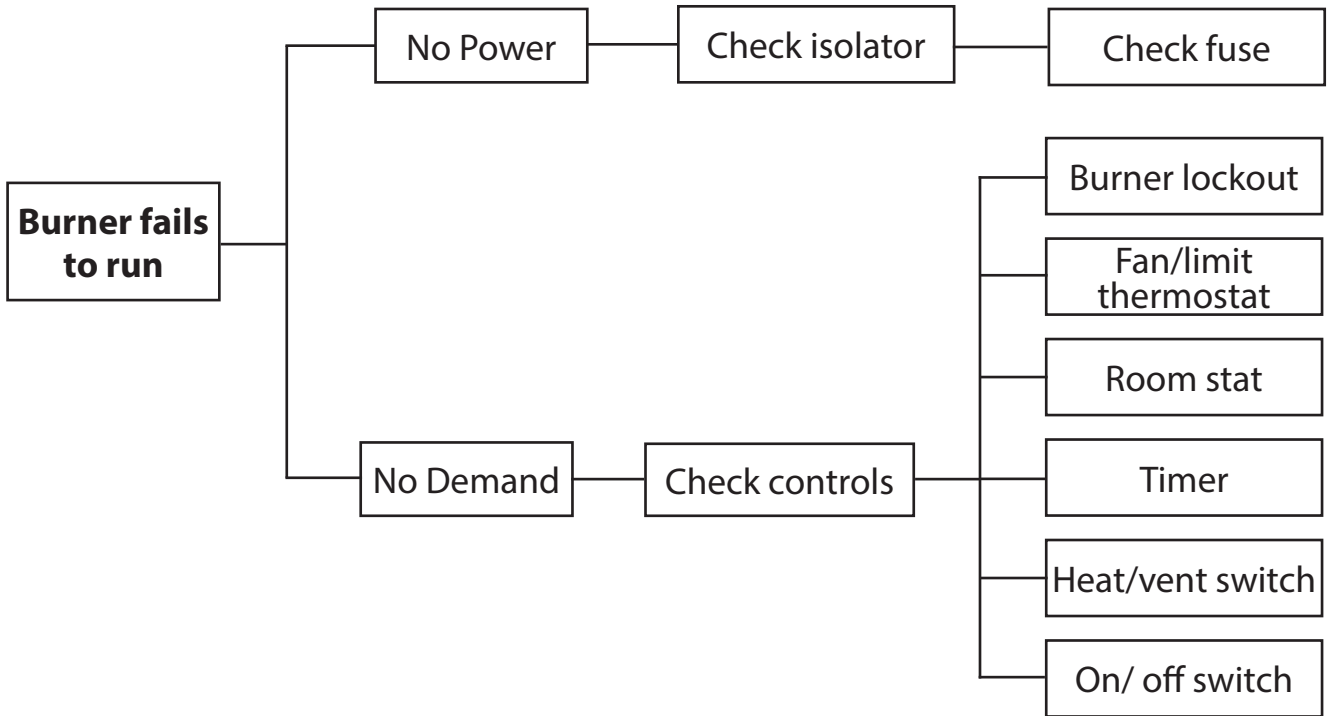 No Power
Check isolator
Check fuse
Burner fails
to run
Burner lockout
Fan/limit
thermostat
Room stat
No Demand
Check controls
Timer
Heat/vent switch
On/ off switch